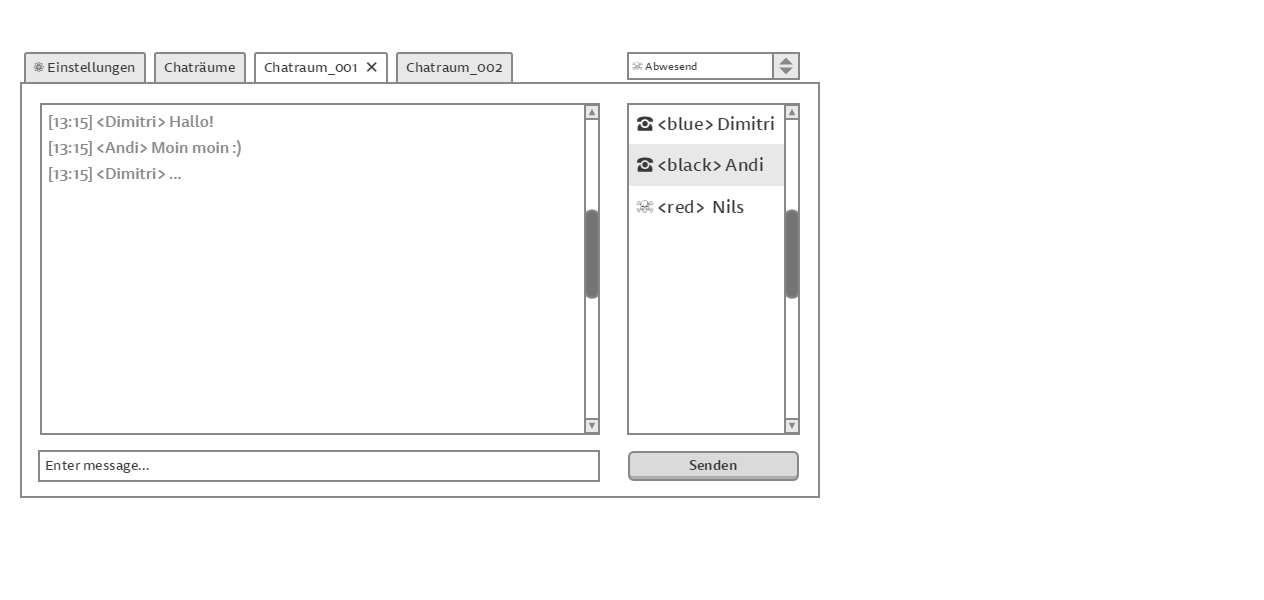 Einstellungen
Chaträume
Chatraum_001
Chatraum_002
Abwesend
[13:15] <Dimitri> Hallo!
[13:15] <Andi> Moin moin :)
[13:15] <Dimitri> ...
<blue> Dimitri
<black> Andi
<red> Nils
Enter message...
Senden